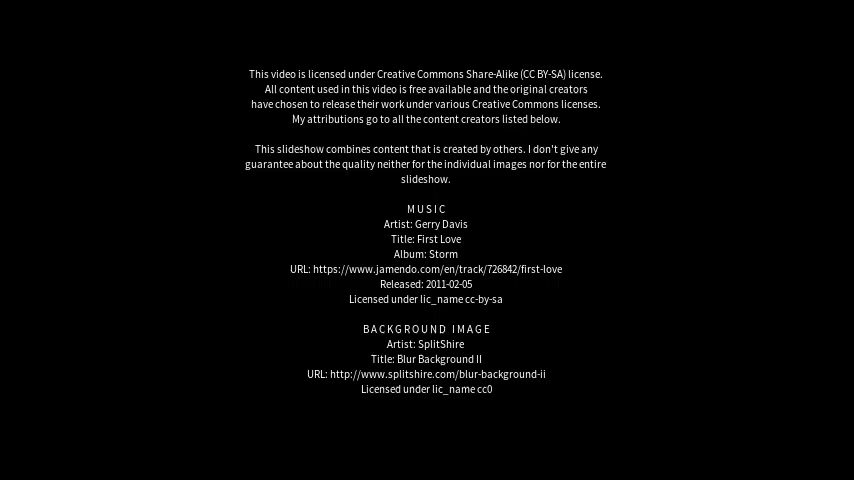 This video is licensed under Creative Commons Share-Alike (CC BY-SA) license.
All content used in this video is free available and the original creators
have chosen to release their work under various Creative Commons licenses.
My attributions go to all the content creators listed below.
This slideshow combines content that is created by others. I don't give any
guarantee about the quality neither for the individual images nor for the entire
slideshow.
MUSIC
Artist: Gerry Davis
Title: First Love
Album: Storm
URL: https://www.jamendo.com/en/track/726842/first-love
Released: 2011-02-05
Licensed under lic_name cc-by-sa
BACKGROUND IMAGE
Artist: SplitShire
Title: Blur Background II
URL: http://www.splitshire.com/blur-background-ii
Licensed under lic_name cc0